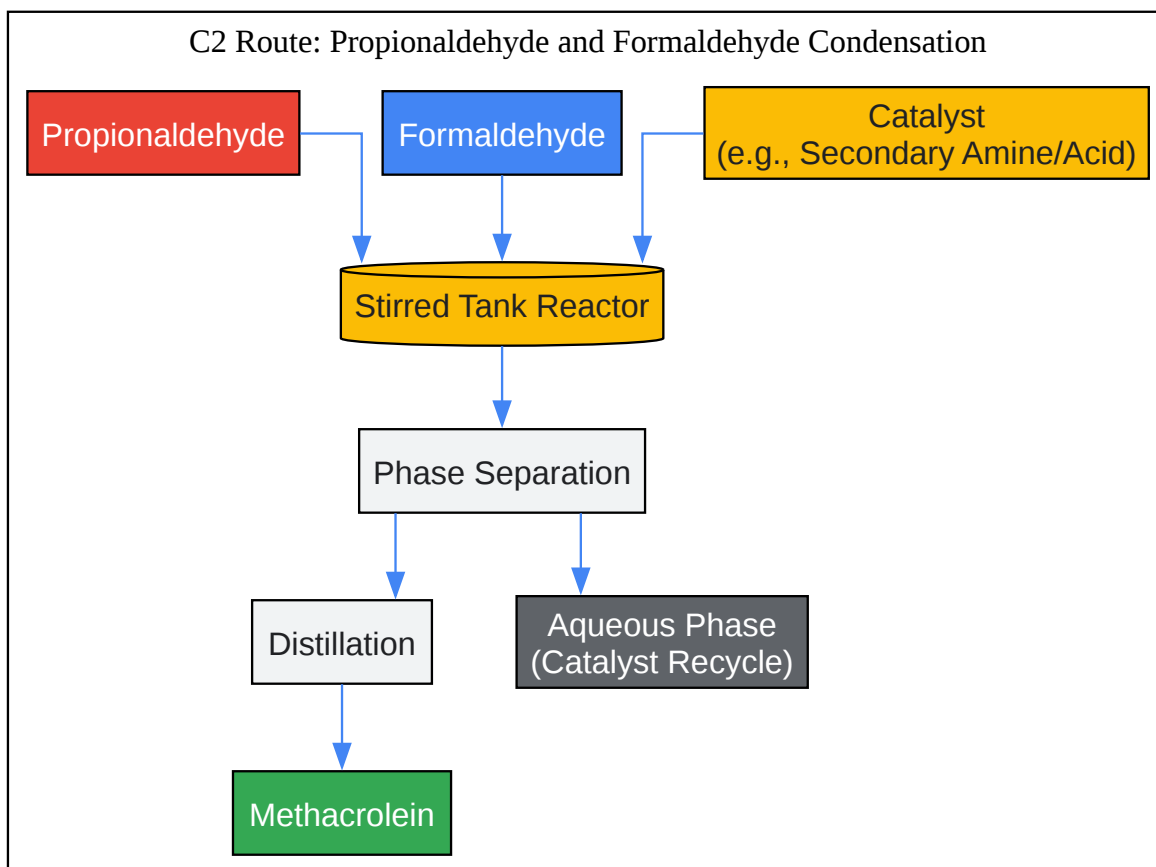 C2 Route: Propionaldehyde and Formaldehyde Condensation
Propionaldehyde
Formaldehyde
Catalyst
(e.g., Secondary Amine/Acid)
Stirred Tank Reactor
Phase Separation
Distillation
Aqueous Phase
(Catalyst Recycle)
Methacrolein